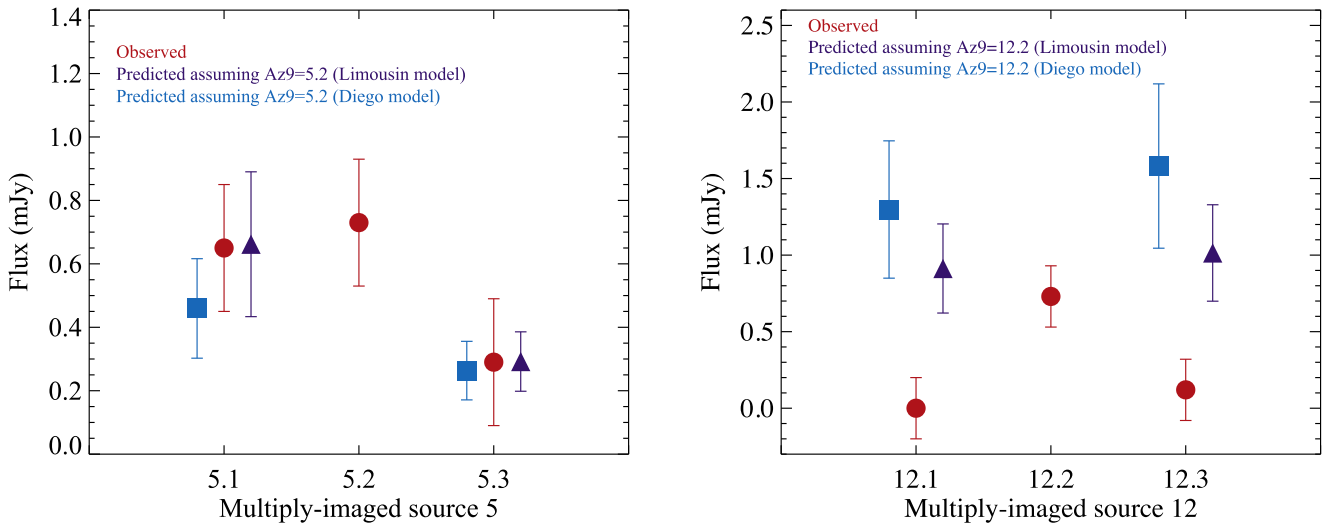 1.4
1.2
1.0
0.8
0.6
0.4
0.2
0.0
Flux (mJy)
Observed
Predicted assuming Az9=5.2 (Limousin model)
Predicted assuming Az9=5.2 (Diego model)
5.1 5.2 5.3
Multiply-imaged source 5
2.5
2.0
1.5
1.0
0.5
0.0
Flux (mJy)
Observed
Predicted assuming Az9=12.2 (Limousin model)
Predicted assuming Az9=12.2 (Diego model)
12.1 12.2 12.3
Multiply-imaged source 12